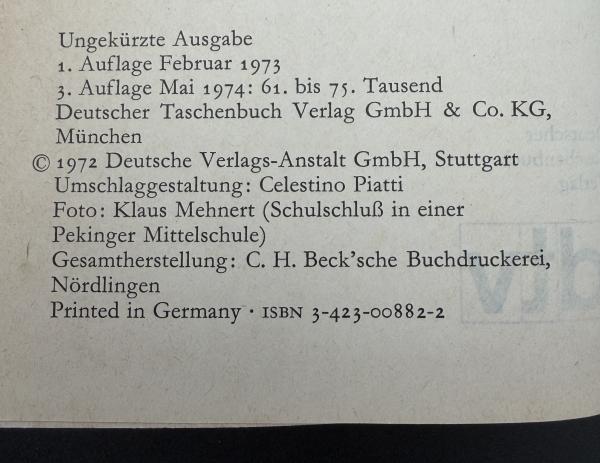 Ungekürzte Ausgabe
1. Auflage Februar 1973
3. Auflage Mai 1974: 61. bis 75. Tausend
Deutscher Taschenbuch Verlag GmbH & Co. KG,
München
© 1972 Deutsche Verlags-Anstalt GmbH, Stuttgart
Umschlaggestaltung: Celestino Piatti
Foto: Klaus Mehnert (Schulschluß in einer
Pekinger Mittelschule)
Gesamtherstellung: C. H. Beck'sche Buchdruckerei,
Nördlingen
Printed in Germany · ISBN 3-423-00882-2
dtv